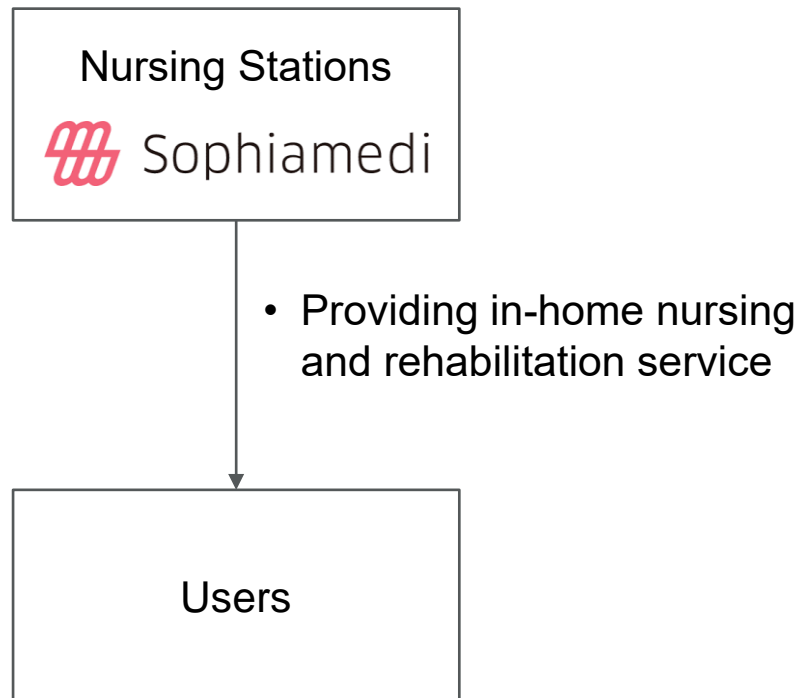 Nursing Stations
Sophiamedi
• Providing in-home nursing
and rehabilitation service
Users